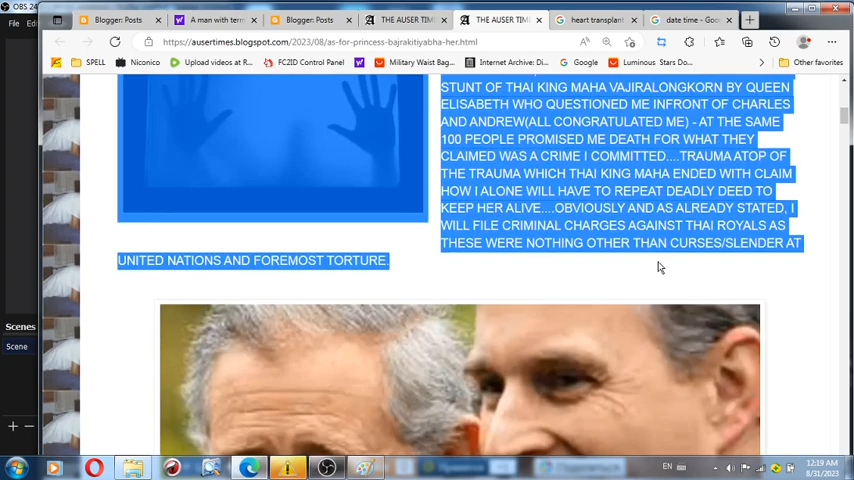 OBS 24
File
Blogger: Posts
A man with term
Blogger: Posts
THE AUSER TIME
THE AUSER TIM
heart transplant
date time - Goo
https://ausertimes.blogspot.com/2023/08/as-for-princess-bajrakitiyabha-her.html
SPELL
Niconico
Upload videos at R...
FC2ID Control Panel
Military Waist Bag...
Internet Archive: Di...
Google
Luminous Stars Do...
Other favorites
STUNT OF THAI KING MAHA VAJIRALONGKORN BY QUEEN
ELISABETH WHO QUESTIONED ME INFRONT OF CHARLES
AND ANDREW(ALL CONGRATULATED ME) - AT THE SAME
100 PEOPLE PROMISED ME DEATH FOR WHAT THEY
CLAIMED WAS A CRIME I COMMITTED....TRAUMA ATOP OF
THE TRAUMA WHICH THAI KING MAHA ENDED WITH CLAIM
HOW I ALONE WILL HAVE TO REPEAT DEADLY DEED TO
KEEP HER ALIVE....OBVIOUSLY AND AS ALREADY STATED, I
WILL FILE CRIMINAL CHARGES AGAINST THAI ROYALS AS
THESE WERE NOTHING OTHER THAN CURSES/SLENDER AT
UNITED NATIONS AND FOREMOST TORTURE.
Scenes
Scene
EN
12:19 AM
8/31/2023